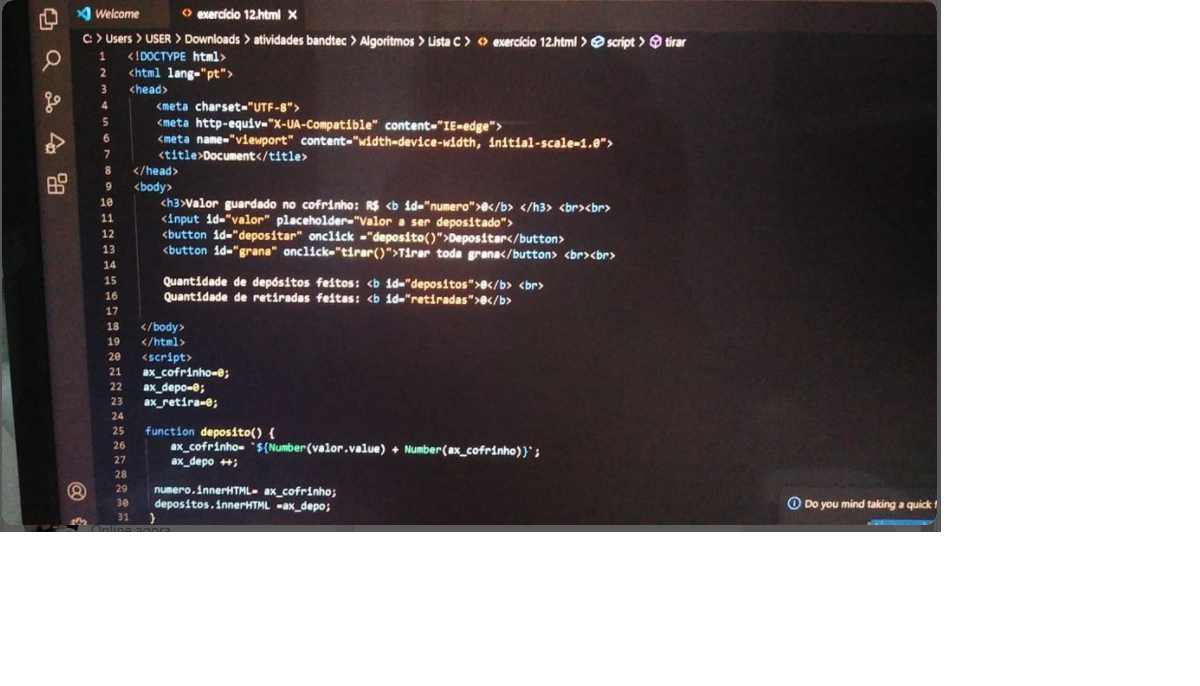 Welcome
exercício 12.html
C: > Users > USER > Downloads > atividades bandtec > Algoritmos > Lista C > exercício 12.html > script > tirar
1 <!DOCTYPE html>
2 <html lang="pt">
3 <head>
4 <meta charset="UTF-8">
5 <meta http-equiv="X-UA-Compatible" content="IE=edge">
6 <meta name="viewport" content="width=device-width, initial-scale=1.0">
7 <title>Document</title>
8 </head>
9 <body>
10 <h3>Valor guardado no cofrinho: R$ <b id="numero">0</b> </h3> <br><br>
11 <input id="valor" placeholder="Valor a ser depositado">
12 <button id="depositar" onclick ="deposito()">Depositar</button>
13 <button id="grana" onclick="tirar()">Tirar toda grana</button> <br><br>
14
15 Quantidade de depósitos feitos: <b id="depositos">0</b> <br>
16 Quantidade de retiradas feitas: <b id="retiradas">0</b>
17
18 </body>
19 </html>
20 <script>
21 ax_cofrinho=0;
22 ax_depo=0;
23 ax_retira=0;
24
25 function deposito() {
26 ax_cofrinho= `${Number(valor.value) + Number(ax_cofrinho)}`;
27 ax_depo ++;
28
29 numero.innerHTML= ax_cofrinho;
30 depositos.innerHTML =ax_depo;
31 }
Do you mind taking a quick
Online agora